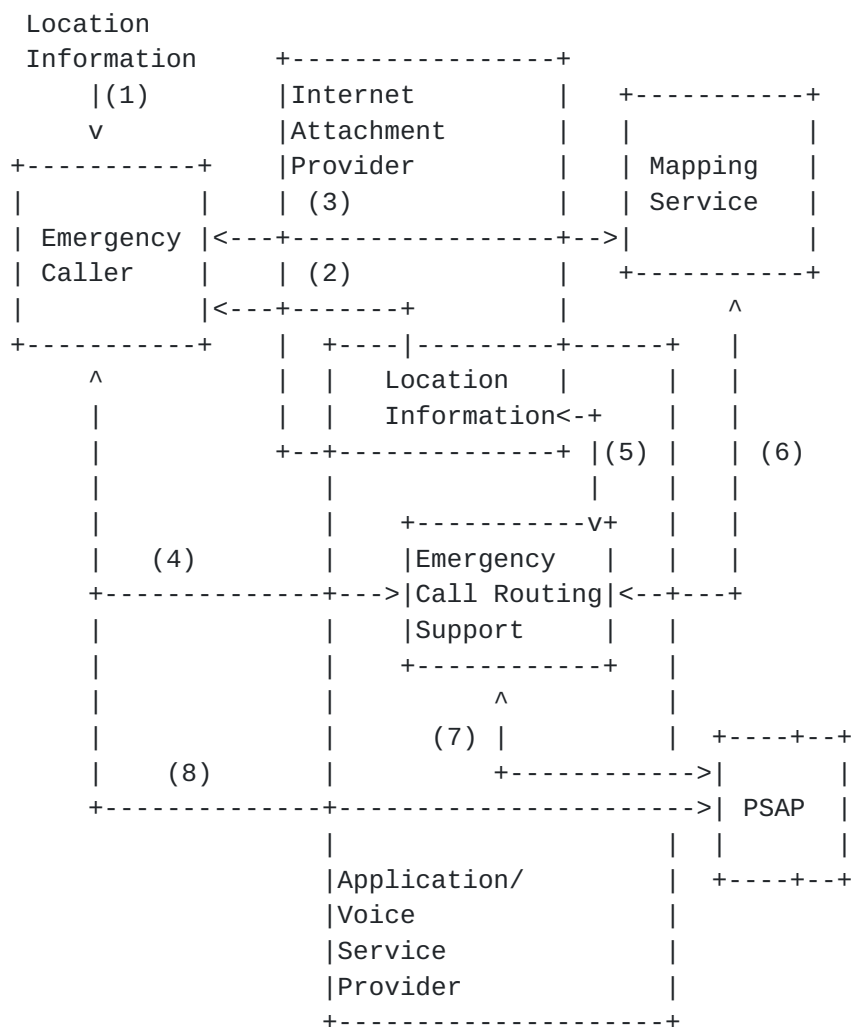 Location
Information
(1)
Internet
Attachment
Provider
Mapping
Service
(3)
Emergency
Caller
(2)
Location
Information
(5)
(6)
(4)
Emergency
Call Routing
Support
(7)
(8)
PSAP
Application/
Voice
Service
Provider